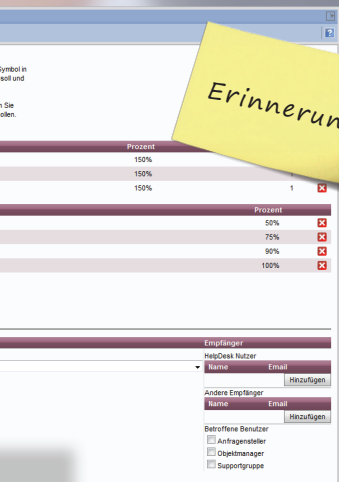 ?
Symbol in
soll und
n Sie
ollen.
Erinnerun
Prozent
150%
150%
150% 1
Prozent
50%
75%
90%
100%
Empfänger
HelpDesk Nutzer
Name Email
Hinzufügen
Andere Empfänger
Name Email
Hinzufügen
Betroffene Benutzer
Anfragensteller
Objektmanager
Supportgruppe